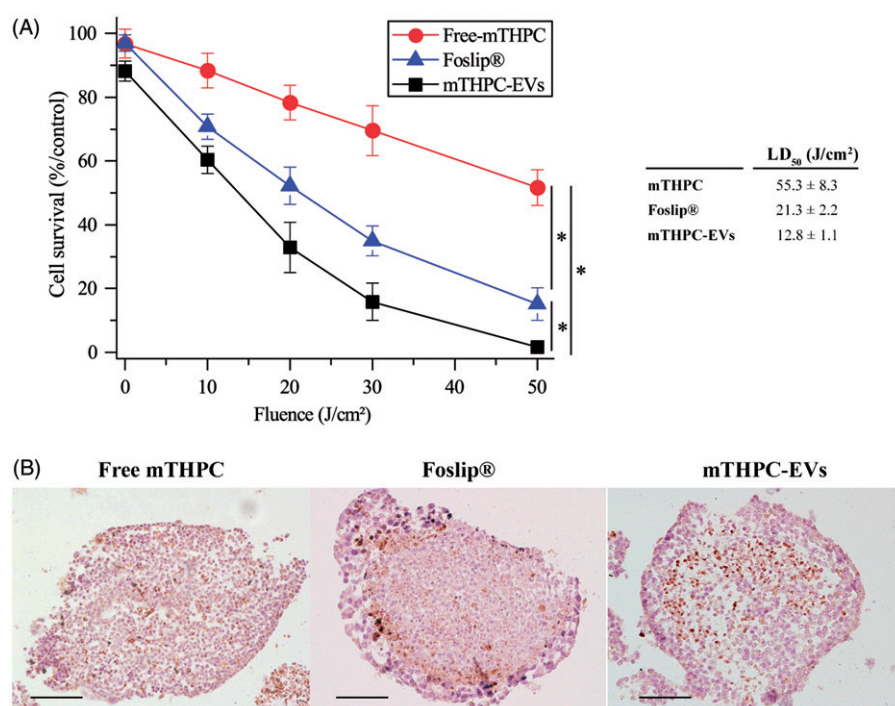 (A)
Free-mTHPC
Foslip®
mTHPC-EVs
Cell survival (%/control)
100
80
60
40
20
0
0 10 20 30 40 50
Fluence (J/cm²)
*
*
*
LD₅₀ (J/cm²)
mTHPC 55.3 ± 8.3
Foslip® 21.3 ± 2.2
mTHPC-EVs 12.8 ± 1.1
(B)
Free mTHPC Foslip® mTHPC-EVs